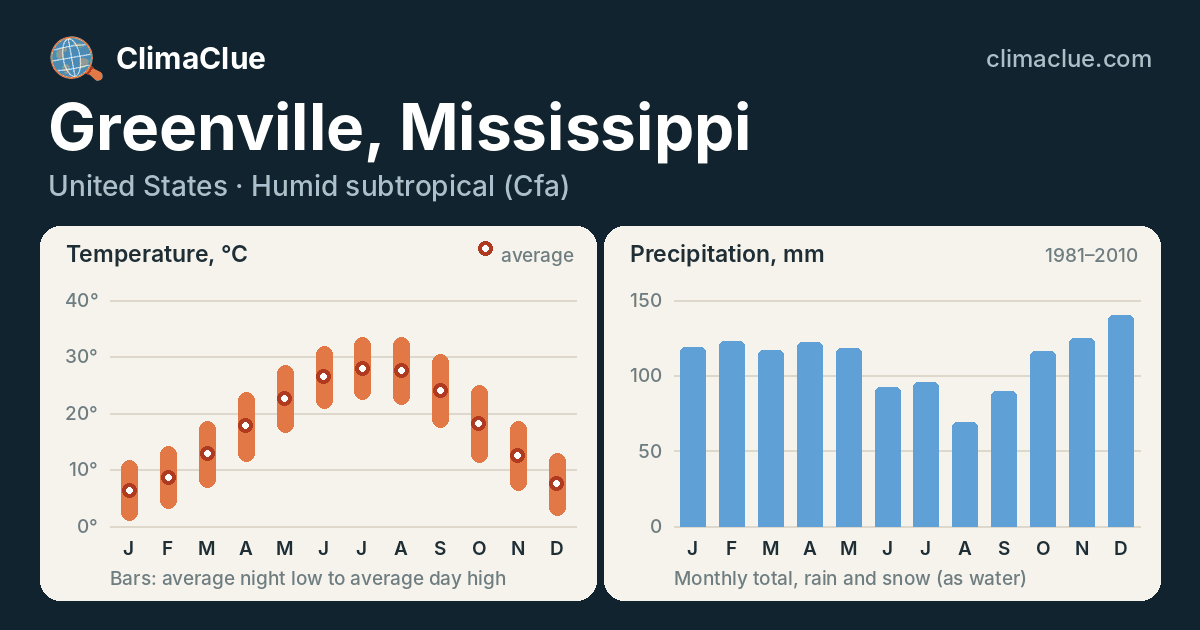 ClimaClue
climaclue.com
Greenville, Mississippi
United States · Humid subtropical (Cfa)
Temperature, °C
average
40°
30°
20°
10°
0°
J F M A M J J A S O N D
Bars: average night low to average day high
Precipitation, mm
1981–2010
150
100
50
0
J F M A M J J A S O N D
Monthly total, rain and snow (as water)